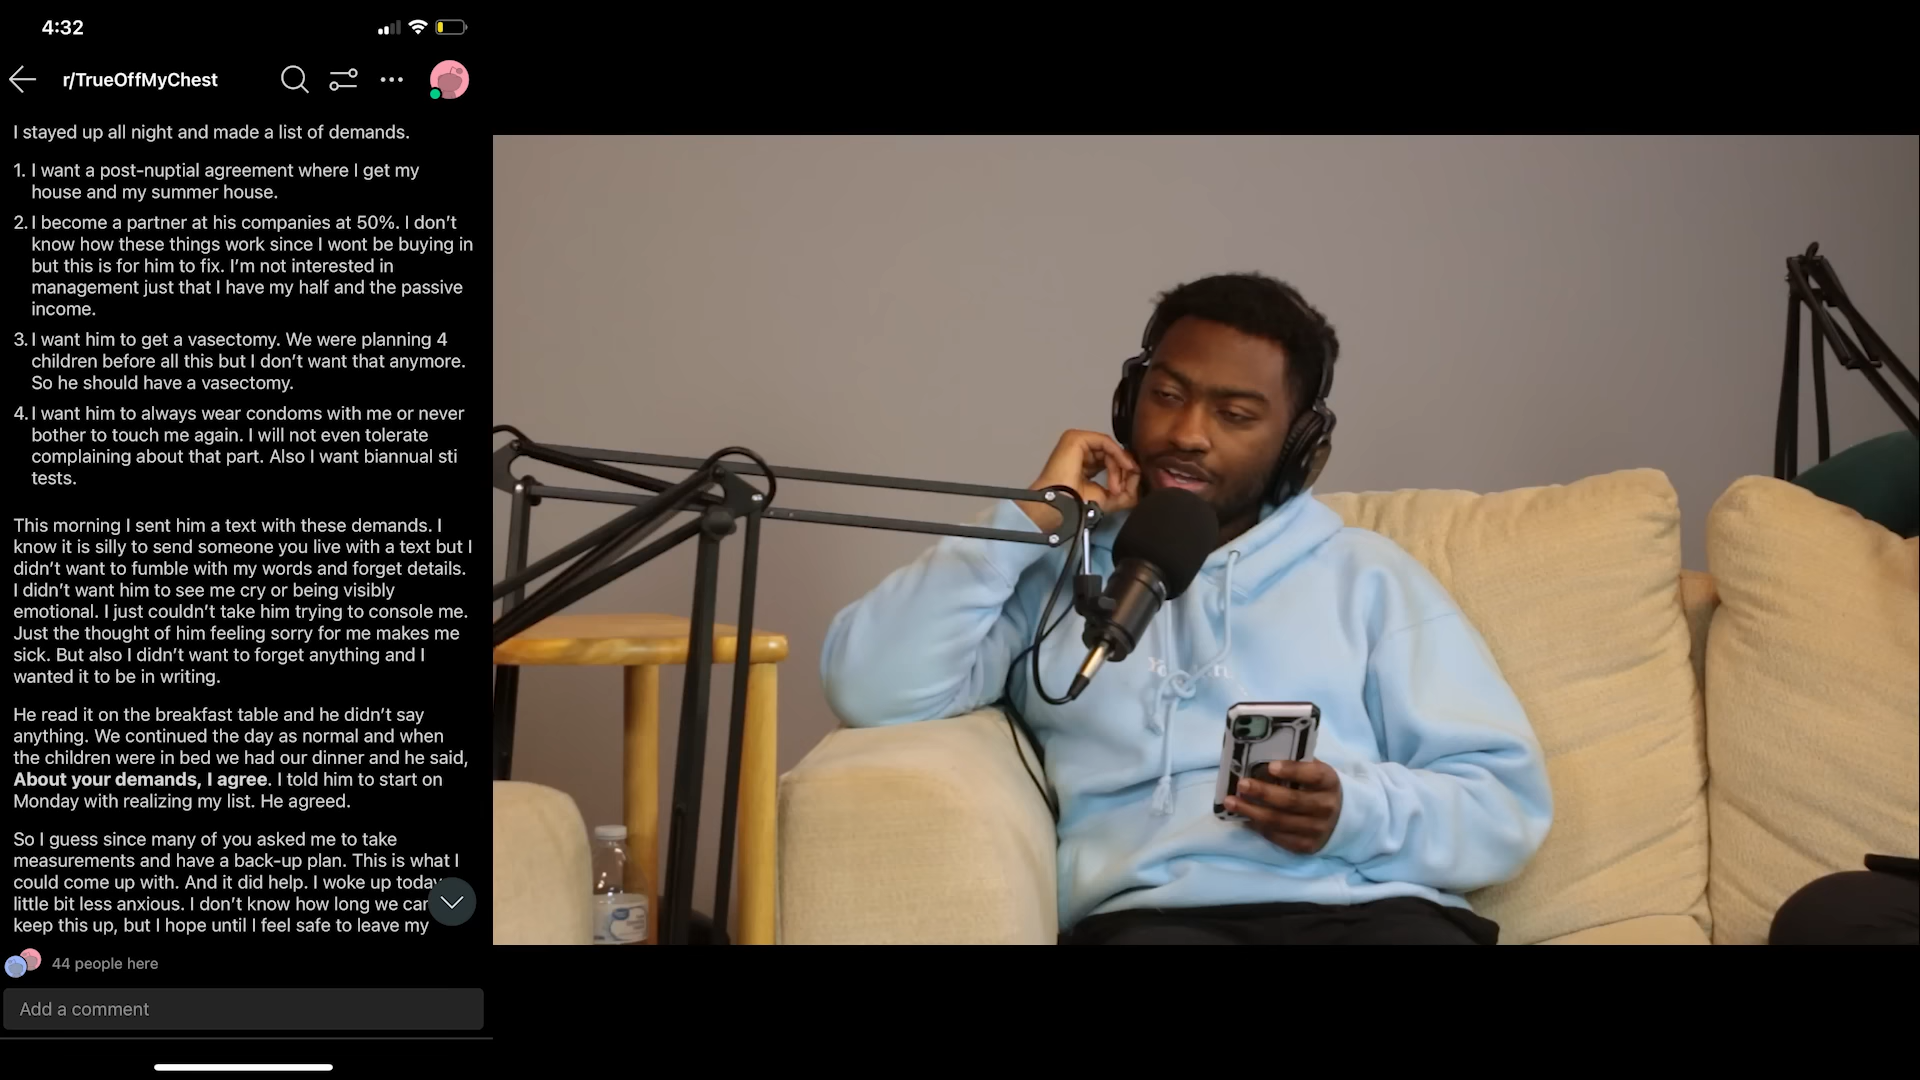 4:32
r/TrueOffMyChest
I stayed up all night and made a list of demands.
1. I want a post-nuptial agreement where I get my
house and my summer house.
2. I become a partner at his companies at 50%. I don't
know how these things work since I wont be buying in
but this is for him to fix. I'm not interested in
management just that I have my half and the passive
income.
3. I want him to get a vasectomy. We were planning 4
children before all this but I don't want that anymore.
So he should have a vasectomy.
4. I want him to always wear condoms with me or never
bother to touch me again. I will not even tolerate
complaining about that part. Also I want biannual sti
tests.
This morning I sent him a text with these demands. I
know it is silly to send someone you live with a text but I
didn't want to fumble with my words and forget details.
I didn't want him to see me cry or being visibly
emotional. I just couldn't take him trying to console me.
Just the thought of him feeling sorry for me makes me
sick. But also I didn't want to forget anything and I
wanted it to be in writing.
He read it on the breakfast table and he didn't say
anything. We continued the day as normal and when
the children were in bed we had our dinner and he said,
About your demands, I agree. I told him to start on
Monday with realizing my list. He agreed.
So I guess since many of you asked me to take
measurements and have a back-up plan. This is what I
could come up with. And it did help. I woke up today
little bit less anxious. I don't know how long we can
keep this up, but I hope until I feel safe to leave my
44 people here
Add a comment